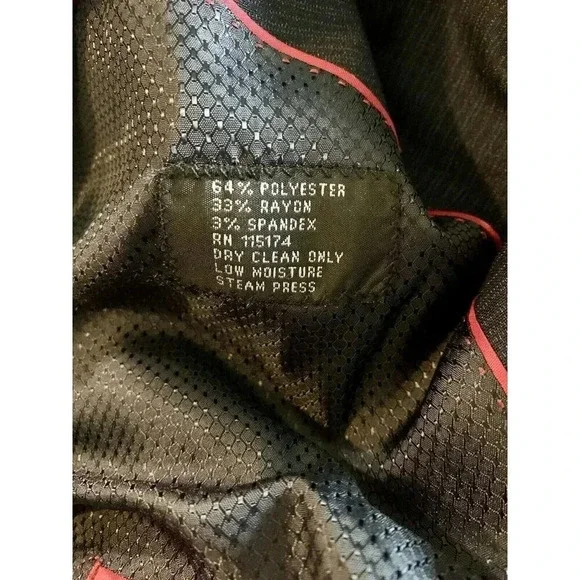 64% POLYESTER
33% RAYON
3% SPANDEX
RN 115174
DRY CLEAN ONLY
LOW MOISTURE
STEAM PRESS